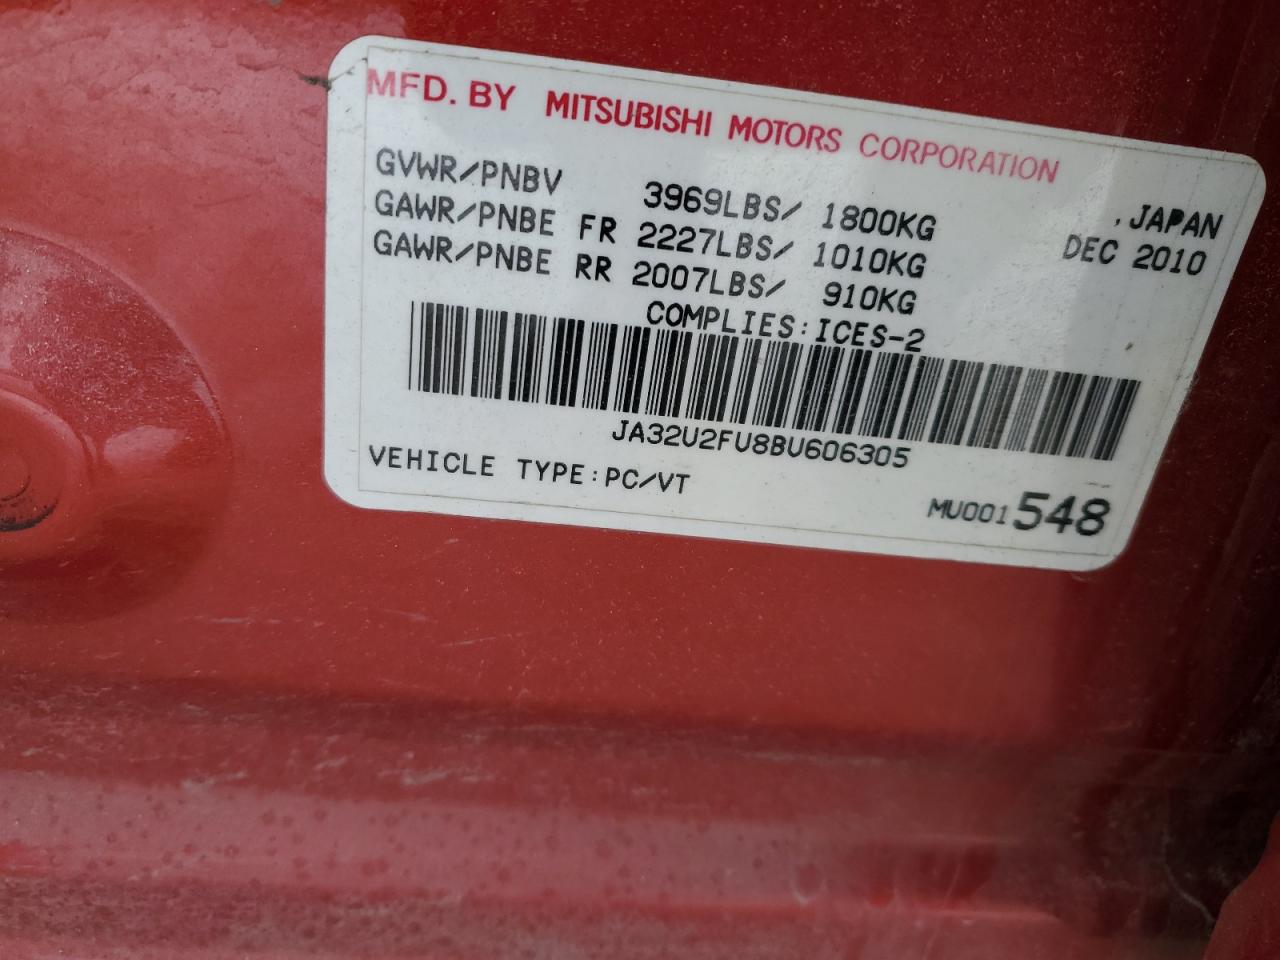 MFD. BY MITSUBISHI MOTORS CORPORATION
GVWR/PNBV 3969LBS/ 1800KG ,JAPAN
GAWR/PNBE FR 2227LBS/ 1010KG DEC 2010
GAWR/PNBE RR 2007LBS/ 910KG
COMPLIES:ICES-2
JA32U2FU8BU606305
VEHICLE TYPE:PC/VT
MU001548